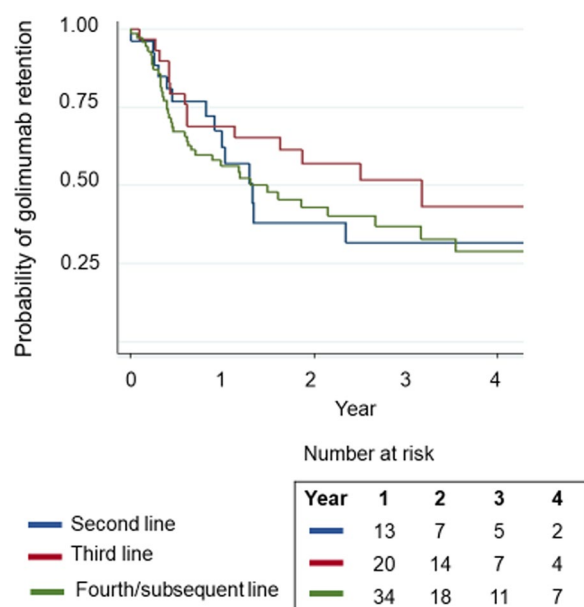 Probability of golimumab retention
1.00
0.75
0.50
0.25
0 1 2 3 4
Year
Number at risk
Year 1 2 3 4
13 7 5 2
20 14 7 4
34 18 11 7
Second line
Third line
Fourth/subsequent line